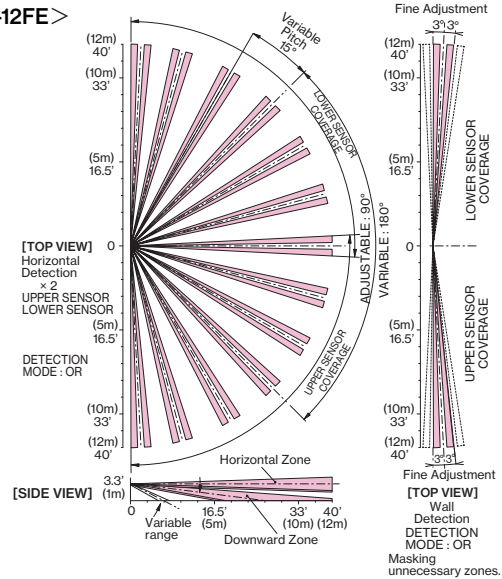 12FE>
Variable
Pitch
15°
(12m)
40'
(10m)
33'
(5m)
16.5'
0
(5m)
16.5'
(10m)
33'
(12m)
40'
[TOP VIEW]
Horizontal
Detection
× 2
UPPER SENSOR
LOWER SENSOR
DETECTION
MODE : OR
LOWER SENSOR
COVERAGE
ADJUSTABLE : 90°
VARIABLE : 180°
UPPER SENSOR
COVERAGE
[SIDE VIEW]
3.3'
(1m)
0
16.5'
(5m)
33'
(10m)
40'
(12m)
Horizontal Zone
Variable
range
Downward Zone
Fine Adjustment
3° 3°
(12m)
40'
(10m)
33'
(5m)
16.5'
0
(5m)
16.5'
(10m)
33'
(12m)
40'
LOWER SENSOR
COVERAGE
UPPER SENSOR
COVERAGE
3° 3°
Fine Adjustment
[TOP VIEW]
Wall
Detection
DETECTION
MODE : OR
Masking
unnecessary zones.